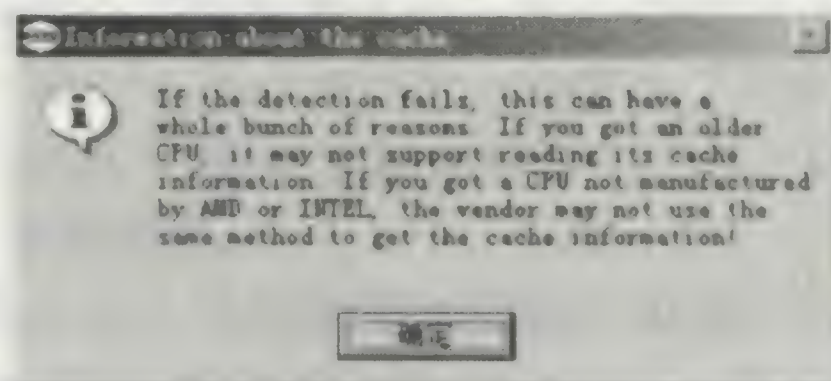 Information about the cache
If the detection fails, this can have a
whole bunch of reasons. If you got an older
CPU, it may not support reading its cache
information. If you got a CPU not manufactured
by AMD or INTEL, the vendor may not use the
same method to get the cache information!